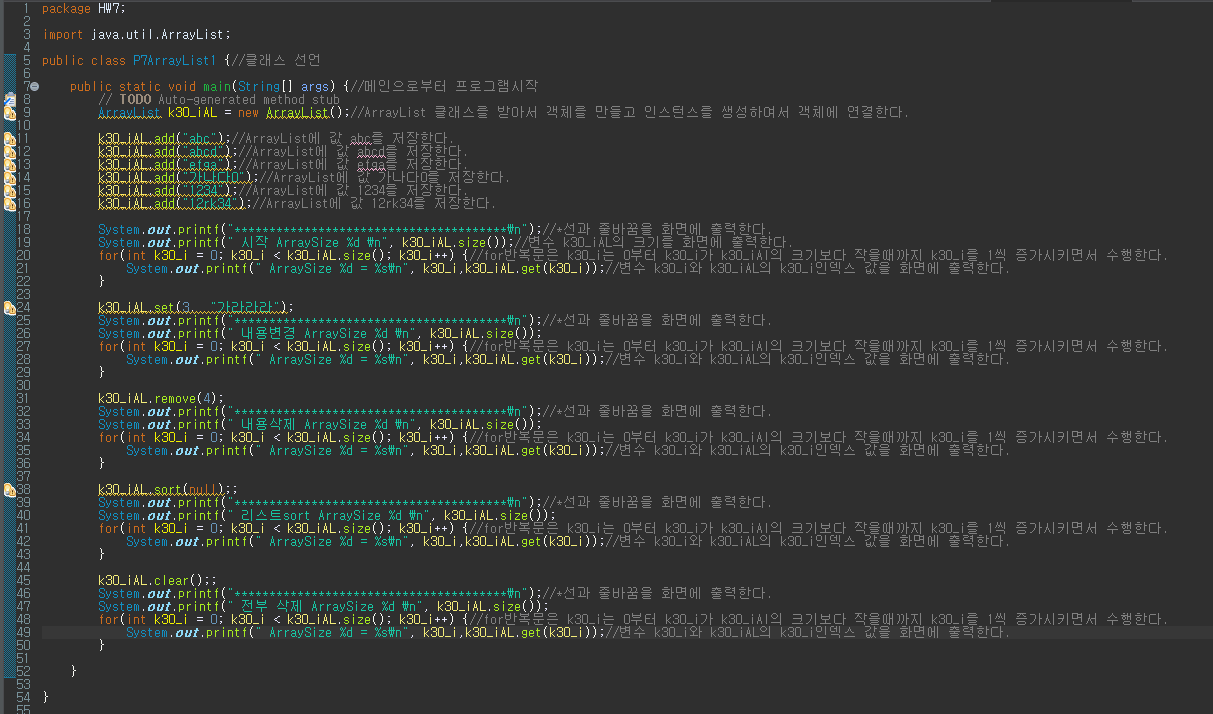 1 package HW7;
2
3 import java.util.ArrayList;
4
5 public class P7ArrayList1 {//클래스 선언
6
7 public static void main(String[] args) {//메인으로부터 프로그램시작
8 // TODO Auto-generated method stub
9 ArrayList k30_iAL = new ArrayList();//ArrayList 클래스를 받아서 객체를 만들고 인스턴스를 생성하여서 객체에 연결한다.
10
11 k30_iAL.add("abc");//ArrayList에 값 abc를 저장한다.
12 k30_iAL.add("abcd");//ArrayList에 값 abcd를 저장한다.
13 k30_iAL.add("efga");//ArrayList에 값 efga를 저장한다.
14 k30_iAL.add("가나다0");//ArrayList에 값 가나다0를 저장한다.
15 k30_iAL.add("1234");//ArrayList에 값 1234를 저장한다.
16 k30_iAL.add("12rk34");//ArrayList에 값 12rk34를 저장한다.
17
18 System.out.printf("***************************************\n");//*선과 줄바꿈을 화면에 출력한다.
19 System.out.printf(" 시작 ArraySize %d \n", k30_iAL.size());//변수 k30_iAL의 크기를 화면에 출력한다.
20 for(int k30_i = 0; k30_i < k30_iAL.size(); k30_i++) {//for반복문은 k30_i는 0부터 k30_i가 k30_iAl의 크기보다 작을때까지 k30_i를 1씩 증가시키면서 수행한다.
21 System.out.printf(" ArraySize %d = %s\n", k30_i,k30_iAL.get(k30_i));//변수 k30_i와 k30_iAL의 k30_i인덱스 값을 화면에 출력한다.
22 }
23
24 k30_iAL.set(3, "가라라라");
25 System.out.printf("***************************************\n");//*선과 줄바꿈을 화면에 출력한다.
26 System.out.printf(" 내용변경 ArraySize %d \n", k30_iAL.size());
27 for(int k30_i = 0; k30_i < k30_iAL.size(); k30_i++) {//for반복문은 k30_i는 0부터 k30_i가 k30_iAl의 크기보다 작을때까지 k30_i를 1씩 증가시키면서 수행한다.
28 System.out.printf(" ArraySize %d = %s\n", k30_i,k30_iAL.get(k30_i));//변수 k30_i와 k30_iAL의 k30_i인덱스 값을 화면에 출력한다.
29 }
30
31 k30_iAL.remove(4);
32 System.out.printf("***************************************\n");//*선과 줄바꿈을 화면에 출력한다.
33 System.out.printf(" 내용삭제 ArraySize %d \n", k30_iAL.size());
34 for(int k30_i = 0; k30_i < k30_iAL.size(); k30_i++) {//for반복문은 k30_i는 0부터 k30_i가 k30_iAl의 크기보다 작을때까지 k30_i를 1씩 증가시키면서 수행한다.
35 System.out.printf(" ArraySize %d = %s\n", k30_i,k30_iAL.get(k30_i));//변수 k30_i와 k30_iAL의 k30_i인덱스 값을 화면에 출력한다.
36 }
37
38 k30_iAL.sort(null);;
39 System.out.printf("***************************************\n");//*선과 줄바꿈을 화면에 출력한다.
40 System.out.printf(" 리스트sort ArraySize %d \n", k30_iAL.size());
41 for(int k30_i = 0; k30_i < k30_iAL.size(); k30_i++) {//for반복문은 k30_i는 0부터 k30_i가 k30_iAl의 크기보다 작을때까지 k30_i를 1씩 증가시키면서 수행한다.
42 System.out.printf(" ArraySize %d = %s\n", k30_i,k30_iAL.get(k30_i));//변수 k30_i와 k30_iAL의 k30_i인덱스 값을 화면에 출력한다.
43 }
44
45 k30_iAL.clear();;
46 System.out.printf("***************************************\n");//*선과 줄바꿈을 화면에 출력한다.
47 System.out.printf(" 전부 삭제 ArraySize %d \n", k30_iAL.size());
48 for(int k30_i = 0; k30_i < k30_iAL.size(); k30_i++) {//for반복문은 k30_i는 0부터 k30_i가 k30_iAl의 크기보다 작을때까지 k30_i를 1씩 증가시키면서 수행한다.
49 System.out.printf(" ArraySize %d = %s\n", k30_i,k30_iAL.get(k30_i));//변수 k30_i와 k30_iAL의 k30_i인덱스 값을 화면에 출력한다.
50 }
51
52 }
53
54 }
55